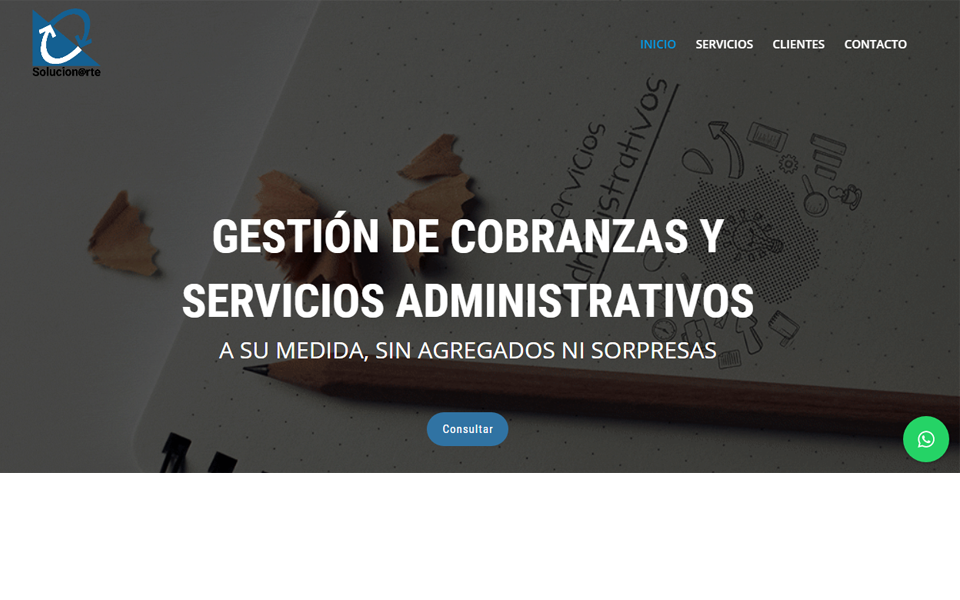 Solucion@rte
INICIO
SERVICIOS
CLIENTES
CONTACTO
Servicios
Administrativos
GESTIÓN DE COBRANZAS Y
SERVICIOS ADMINISTRATIVOS
A SU MEDIDA, SIN AGREGADOS NI SORPRESAS
Consultar